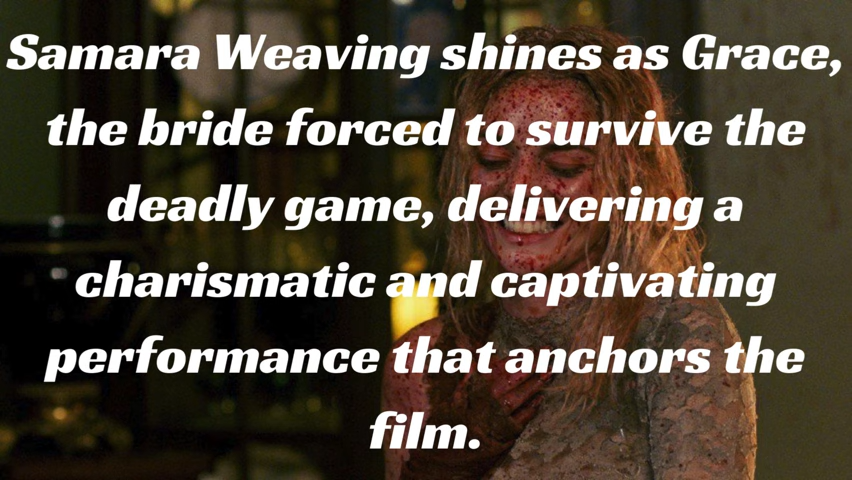 Samara Weaving shines as Grace,
the bride forced to survive the
deadly game, delivering a
charismatic and captivating
performance that anchors the
film.